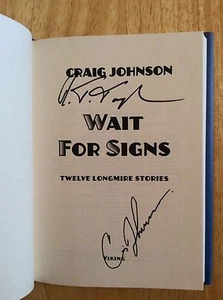 CRAIG JOHNSON
WAIT
FOR SIGNS
TWELVE LONGMIRE STORIES
VIKING